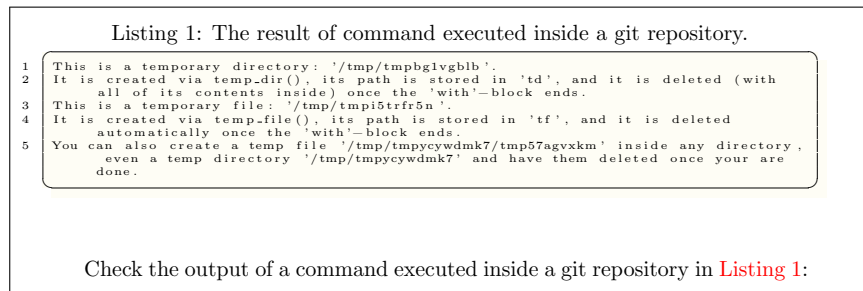 Listing 1: The result of command executed inside a git repository.
1 This is a temporary directory: '/tmp/tmpbg1vgblb'.
2 It is created via temp_dir(), its path is stored in 'td', and it is deleted (with
all of its contents inside) once the 'with'-block ends.
3 This is a temporary file: '/tmp/tmpi5trfr5n'.
4 It is created via temp_file(), its path is stored in 'tf', and it is deleted
automatically once the 'with'-block ends.
5 You can also create a temp file '/tmp/tmpycywdmk7/tmp57agvxkm' inside any directory,
even a temp directory '/tmp/tmpycywdmk7' and have them deleted once your are
done.
Check the output of a command executed inside a git repository in Listing 1: